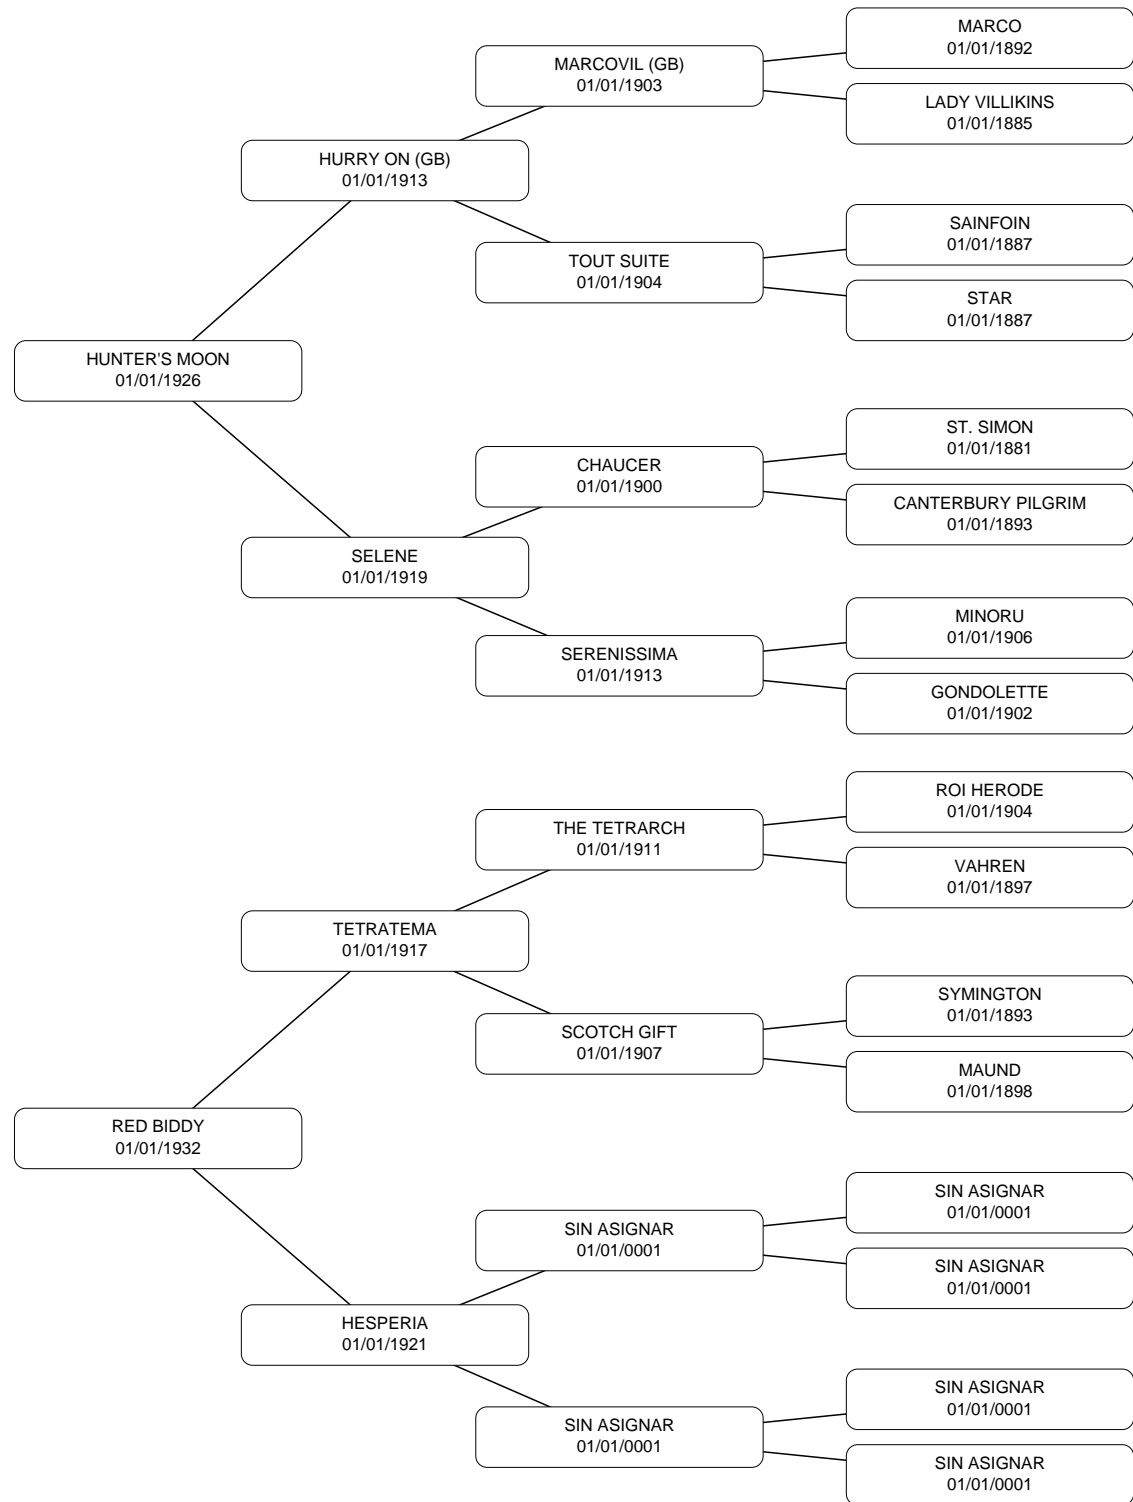 MARCO
01/01/1892
MARCOVIL (GB)
01/01/1903
LADY VILLIKINS
01/01/1885
HURRY ON (GB)
01/01/1913
SAINFOIN
01/01/1887
TOUT SUITE
01/01/1904
STAR
01/01/1887
HUNTER'S MOON
01/01/1926
ST. SIMON
01/01/1881
CHAUCER
01/01/1900
CANTERBURY PILGRIM
01/01/1893
SELENE
01/01/1919
MINORU
01/01/1906
SERENISSIMA
01/01/1913
GONDOLETTE
01/01/1902
ROI HERODE
01/01/1904
THE TETRARCH
01/01/1911
VAHREN
01/01/1897
TETRATEMA
01/01/1917
SYMINGTON
01/01/1893
SCOTCH GIFT
01/01/1907
MAUND
01/01/1898
RED BIDDY
01/01/1932
SIN ASIGNAR
01/01/0001
SIN ASIGNAR
01/01/0001
SIN ASIGNAR
01/01/0001
HESPERIA
01/01/1921
SIN ASIGNAR
01/01/0001
SIN ASIGNAR
01/01/0001
SIN ASIGNAR
01/01/0001